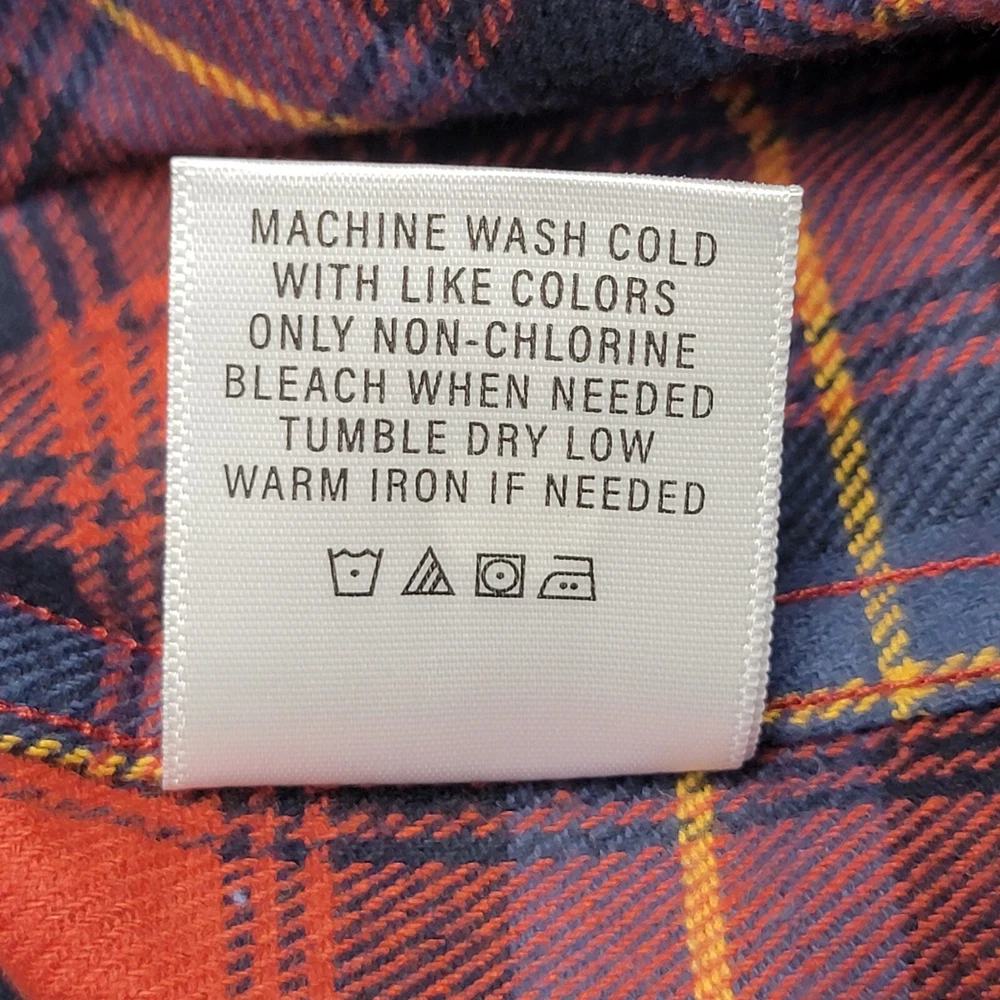 MACHINE WASH COLD
WITH LIKE COLORS
ONLY NON-CHLORINE
BLEACH WHEN NEEDED
TUMBLE DRY LOW
WARM IRON IF NEEDED